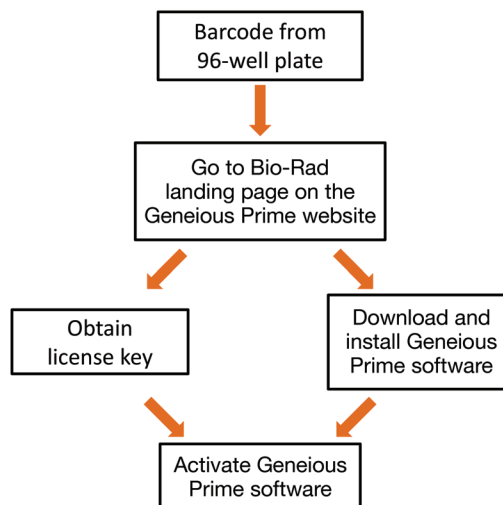 Barcode from
96-well plate
Go to Bio-Rad
landing page on the
Geneious Prime website
Obtain
license key
Download and
install Geneious
Prime software
Activate Geneious
Prime software